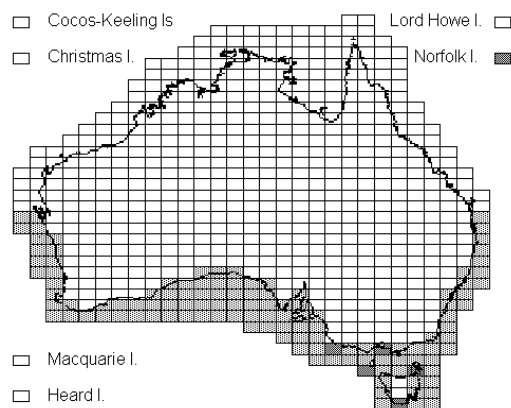 Cocos-Keeling Is
Lord Howe I.
Christmas I.
Norfolk I.
Macquarie I.
Heard I.